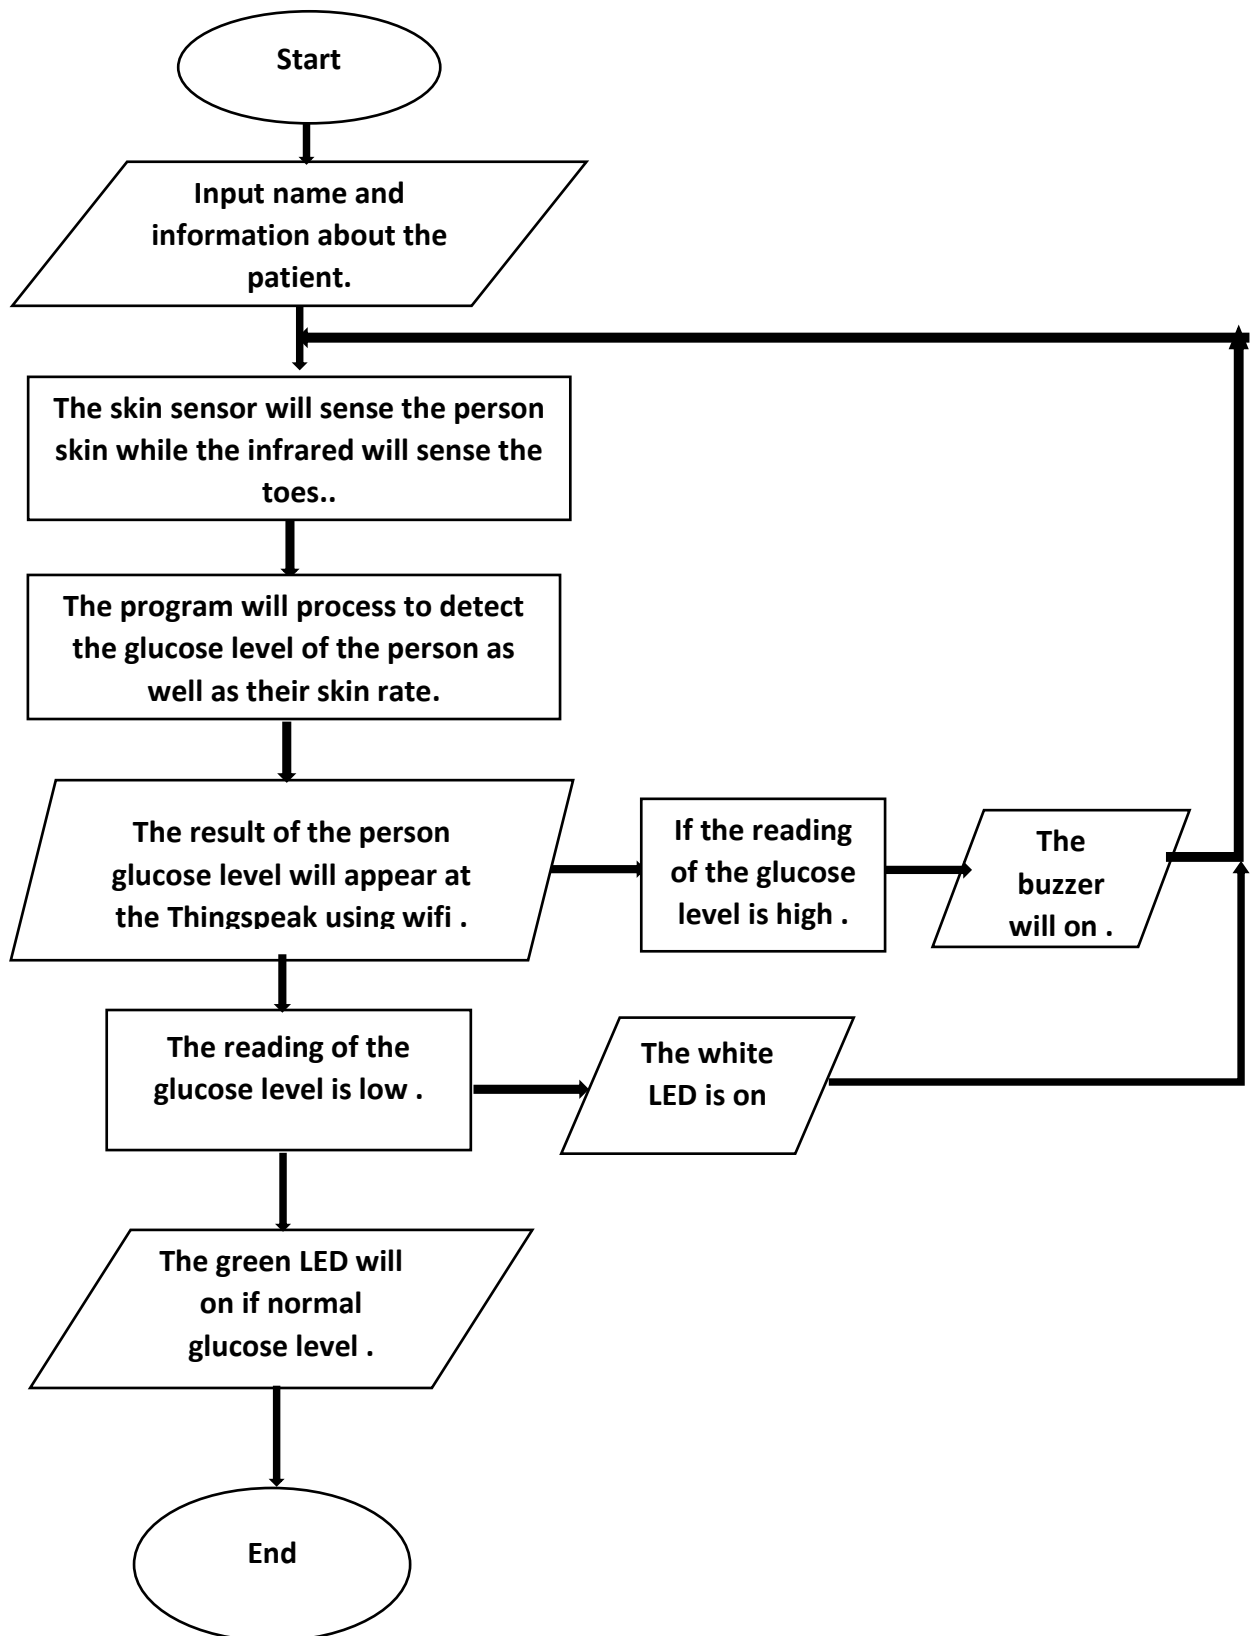 Start
Input name and
information about the
patient.
The skin sensor will sense the person
skin while the infrared will sense the
toes..
The program will process to detect
the glucose level of the person as
well as their skin rate.
The result of the person
glucose level will appear at
the Thingspeak using wifi .
If the reading
of the glucose
level is high .
The
buzzer
will on .
The reading of the
glucose level is low .
The white
LED is on
The green LED will
on if normal
glucose level .
End